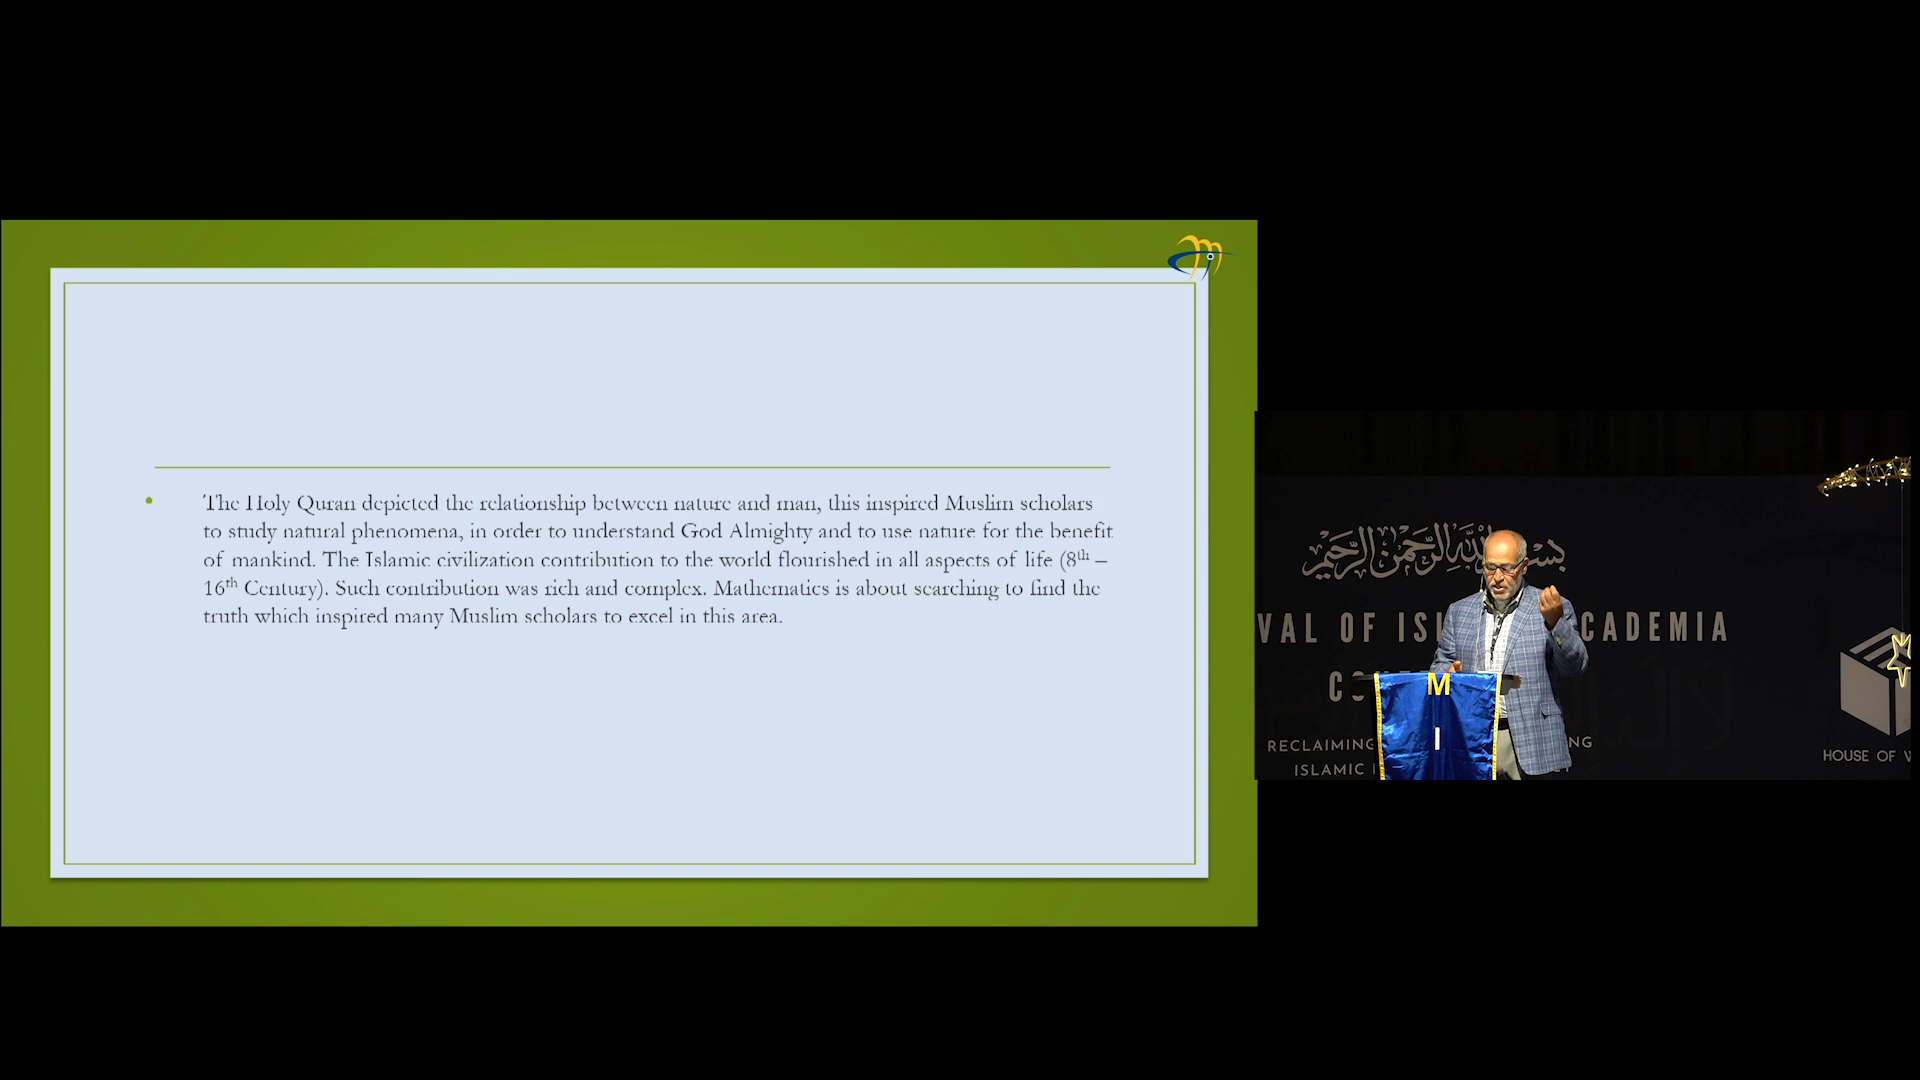 The Holy Quran depicted the relationship between nature and man, this inspired Muslim scholars
to study natural phenomena, in order to understand God Almighty and to use nature for the benefit
of mankind. The Islamic civilization contribution to the world flourished in all aspects of life (8th –
16th Century). Such contribution was rich and complex. Mathematics is about searching to find the
truth which inspired many Muslim scholars to excel in this area.
بسم الله الرحمن الرحيم
VAL OF ISL CADEMIA
RECLAIMING NG
ISLAMIC
M
I
HOUSE OF